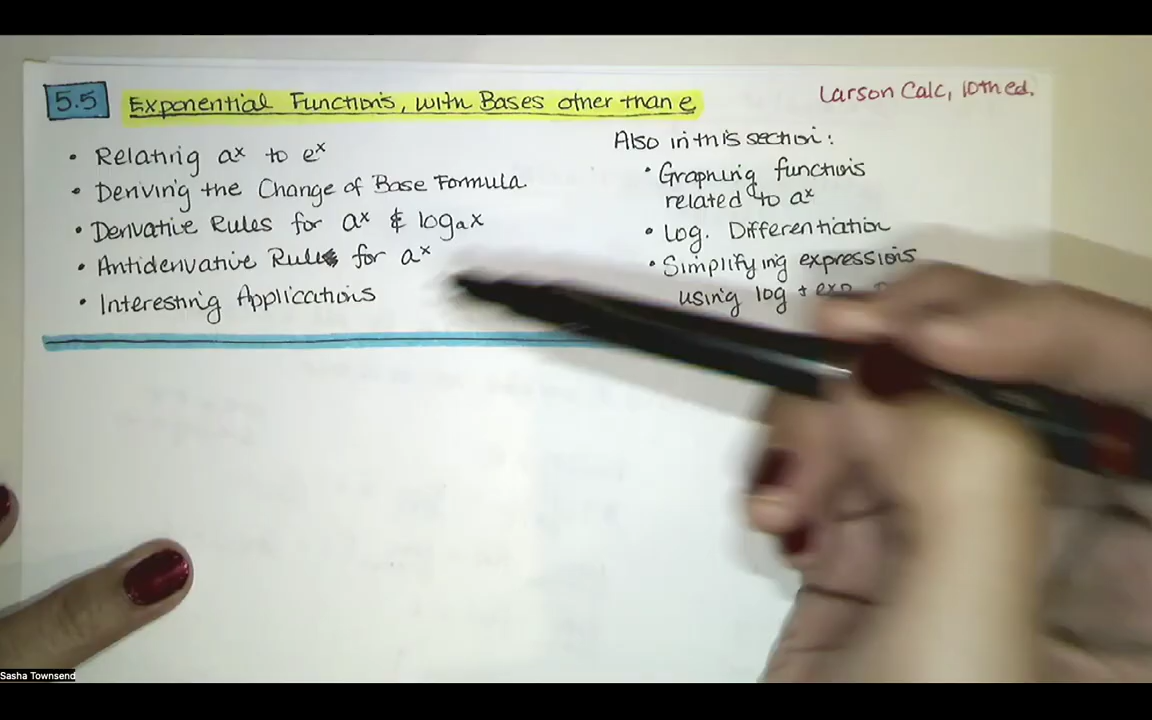 5.5 Exponential Functions, with Bases other than e
Larson Calc, 10th ed.
• Relating aˣ to eˣ
• Deriving the Change of Base Formula
• Derivative Rules for aˣ & logₐx
• Antiderivative Rules for aˣ
• Interesting Applications
Also in this section:
• Graphing functions
related to aˣ
• Log. Differentiation
• Simplifying expressions
using log + exp
Sasha Townsend